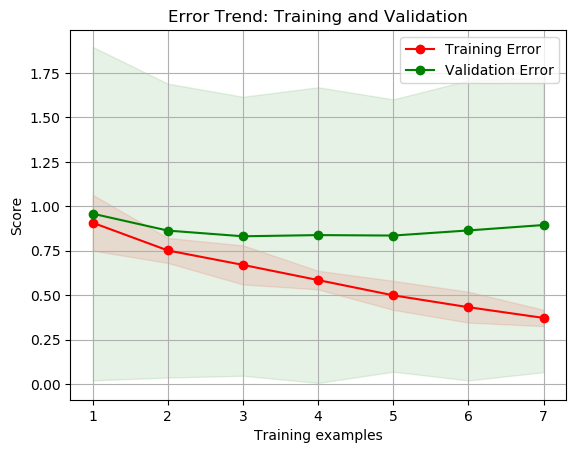 Error Trend: Training and Validation
Training Error
Validation Error
Score
1.75
1.50
1.25
1.00
0.75
0.50
0.25
0.00
1 2 3 4 5 6 7
Training examples